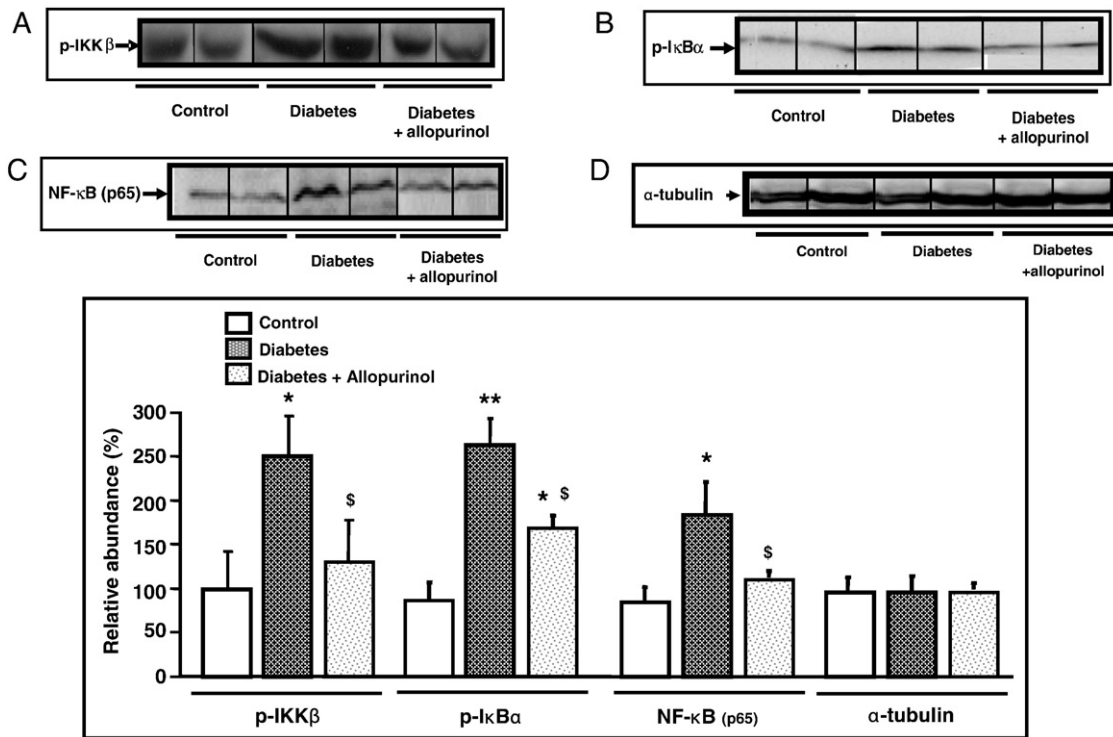 A
p-IKKβ
Control
Diabetes
Diabetes
+ allopurinol
B
p-IκBα
Control
Diabetes
Diabetes
+ allopurinol
C
NF-κB (p65)
Control
Diabetes
Diabetes
+ allopurinol
D
α-tubulin
Control
Diabetes
Diabetes
+allopurinol
Control
Diabetes
Diabetes + Allopurinol
Relative abundance (%)
300
250
200
150
100
50
0
*
$
**
* $
*
$
p-IKKβ
p-IκBα
NF-κB (p65)
α-tubulin